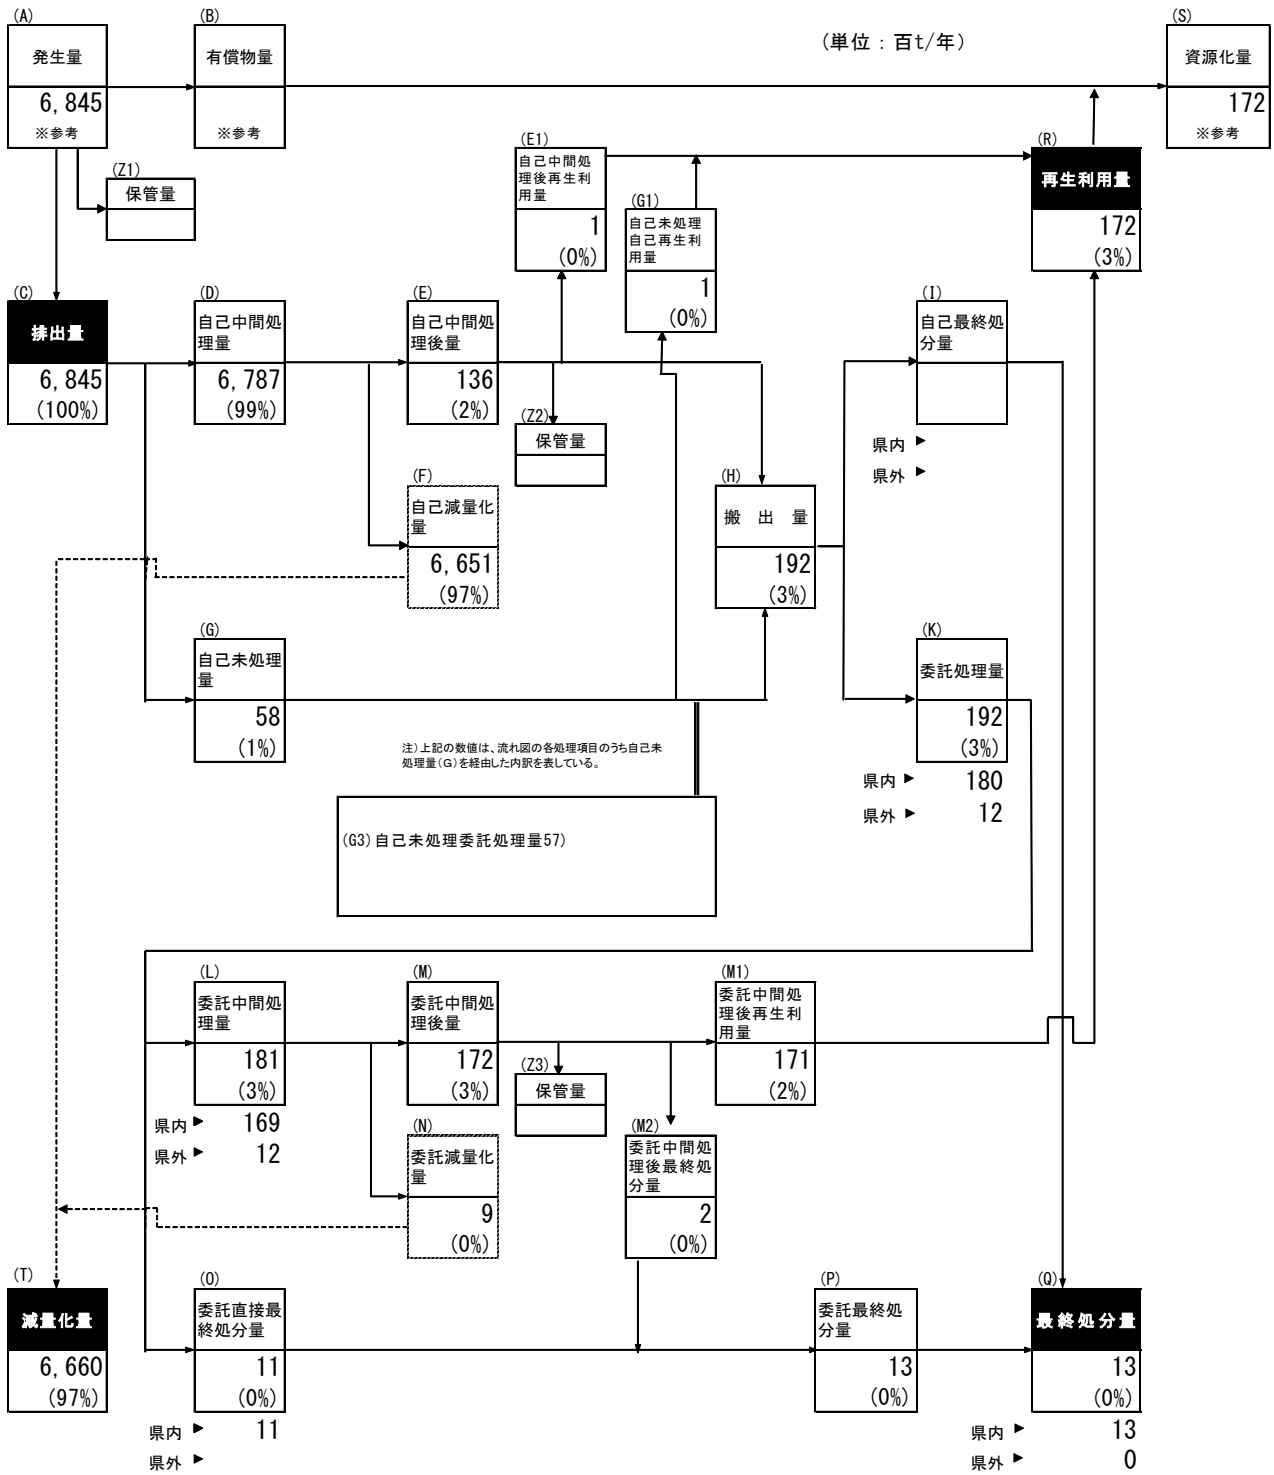 (A)
発生量
6,845
※参考
(B)
有償物量
※参考
(単位：百t/年)
(S)
資源化量
172
※参考
(Z1)
保管量
(E1)
自己中間処
理後再生利
用量
1
(0%)
(G1)
自己未処理
自己再生利
用量
1
(0%)
(R)
再生利用量
172
(3%)
(C)
排出量
6,845
(100%)
(D)
自己中間処
理量
6,787
(99%)
(E)
自己中間処
理後量
136
(2%)
(Z2)
保管量
(I)
自己最終処
分量
県内 ▶
県外 ▶
(F)
自己減量化
量
6,651
(97%)
(H)
搬 出 量
192
(3%)
(G)
自己未処理
量
58
(1%)
(K)
委託処理量
192
(3%)
県内 ▶ 180
県外 ▶ 12
注)上記の数値は、流れ図の各処理項目のうち自己未
処理量(G)を経由した内訳を表している。
(G3)自己未処理委託処理量57)
(L)
委託中間処
理量
181
(3%)
県内 ▶ 169
県外 ▶ 12
(M)
委託中間処
理後量
172
(3%)
(Z3)
保管量
(M1)
委託中間処
理後再生利
用量
171
(2%)
(N)
委託減量化
量
9
(0%)
(M2)
委託中間処
理後最終処
分量
2
(0%)
(T)
減量化量
6,660
(97%)
(O)
委託直接最
終処分量
11
(0%)
県内 ▶ 11
県外 ▶
(P)
委託最終処
分量
13
(0%)
(Q)
最終処分量
13
(0%)
県内 ▶ 13
県外 ▶ 0